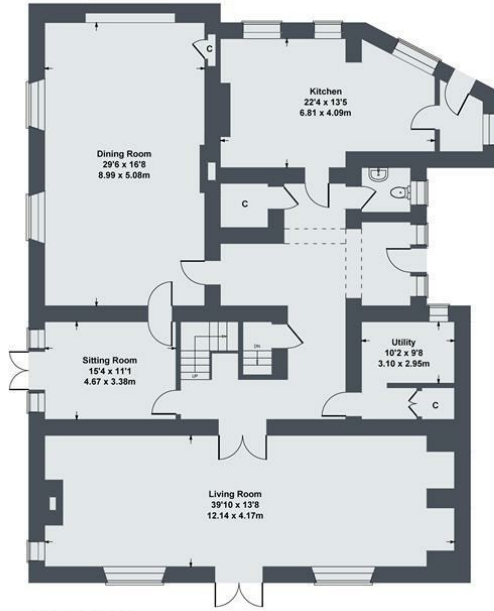 C
Kitchen
22'4 x 13'5
6.81 x 4.09m
Dining Room
29'6 x 16'8
8.99 x 5.08m
C
Sitting Room
15'4 x 11'1
4.67 x 3.38m
UP
DN
Utility
10'2 x 9'8
3.10 x 2.95m
C
Living Room
39'10 x 13'8
12.14 x 4.17m